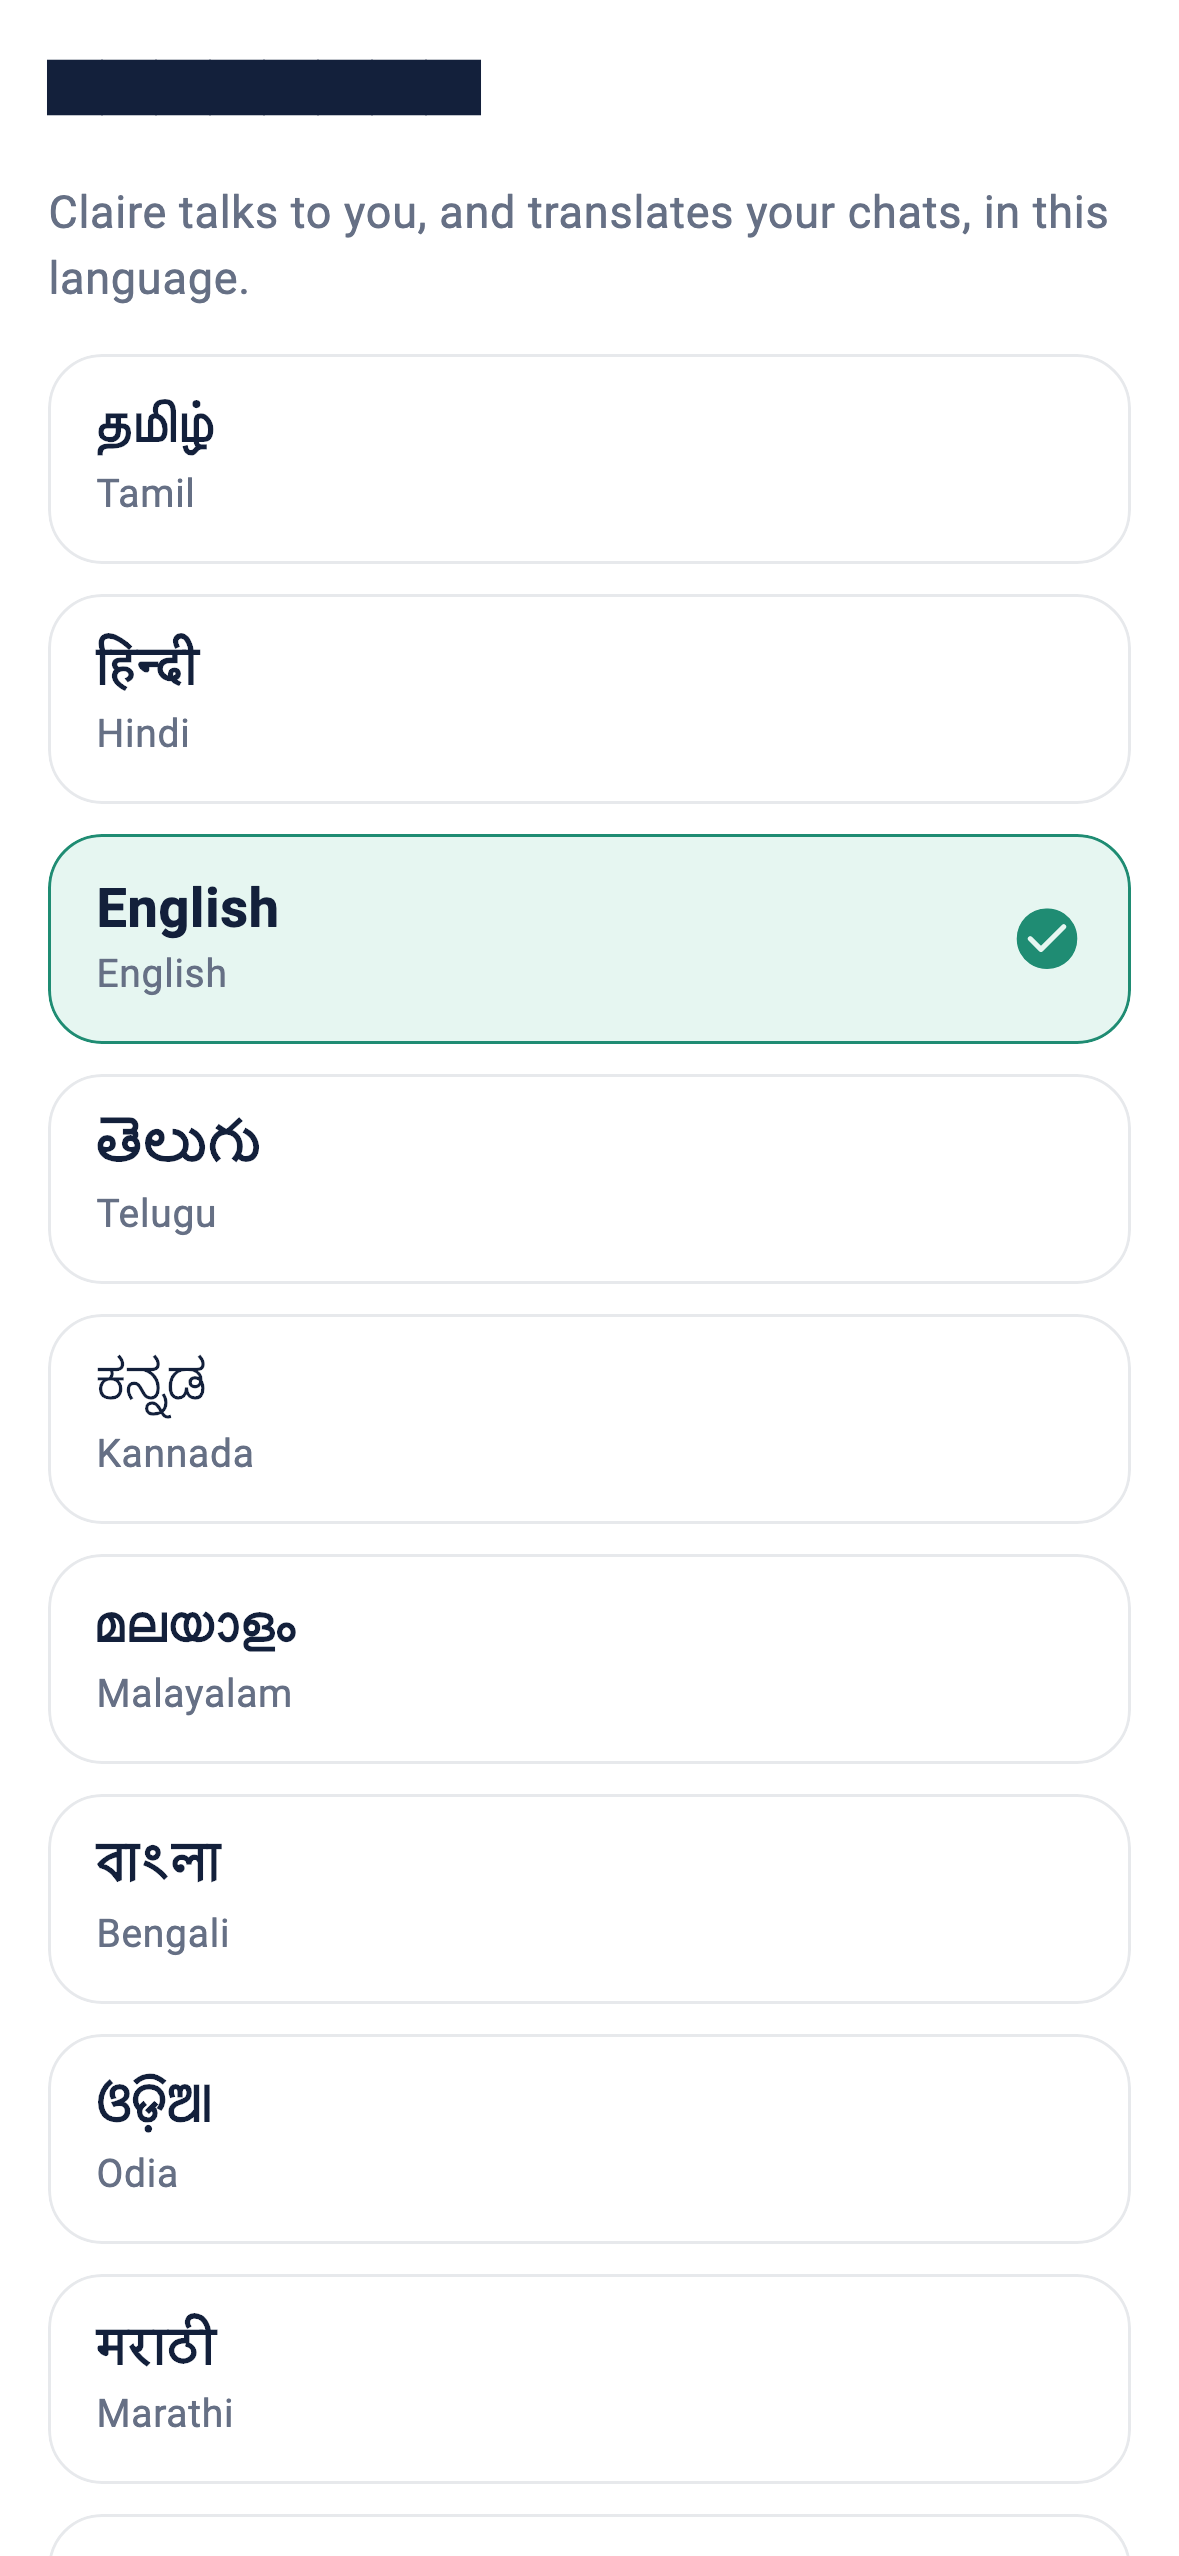 Claire talks to you, and translates your chats, in this
language.
தமிழ்
Tamil
हिन्दी
Hindi
English
English
తెలుగు
Telugu
ಕನ್ನಡ
Kannada
മലയാളം
Malayalam
বাংলা
Bengali
ଓଡ଼ିଆ
Odia
मराठी
Marathi